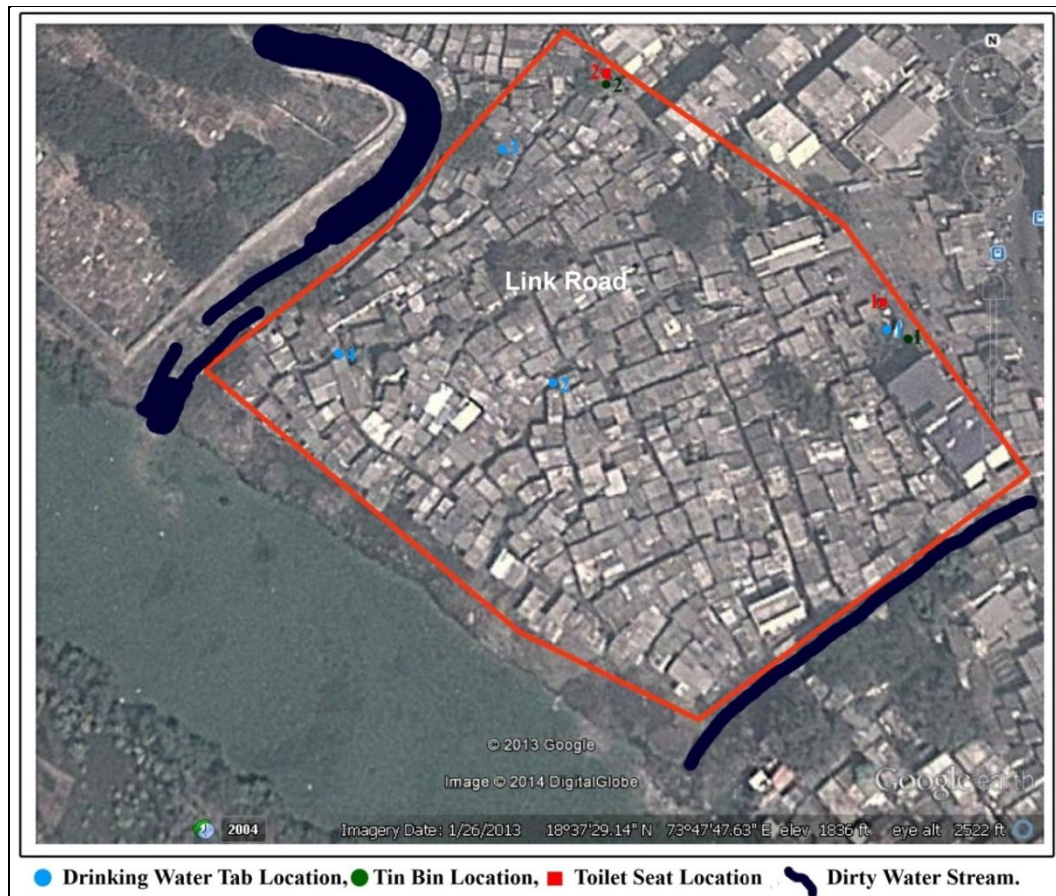 N
2
2
3
Link Road
1
1
1
4
2
© 2013 Google
Image © 2014 DigitalGlobe
Google earth
2004 Imagery Date: 1/26/2013 18°37'29.14" N 73°47'47.63" E elev 1836 ft eye alt 2522 ft
Drinking Water Tab Location, Tin Bin Location, Toilet Seat Location Dirty Water Stream.